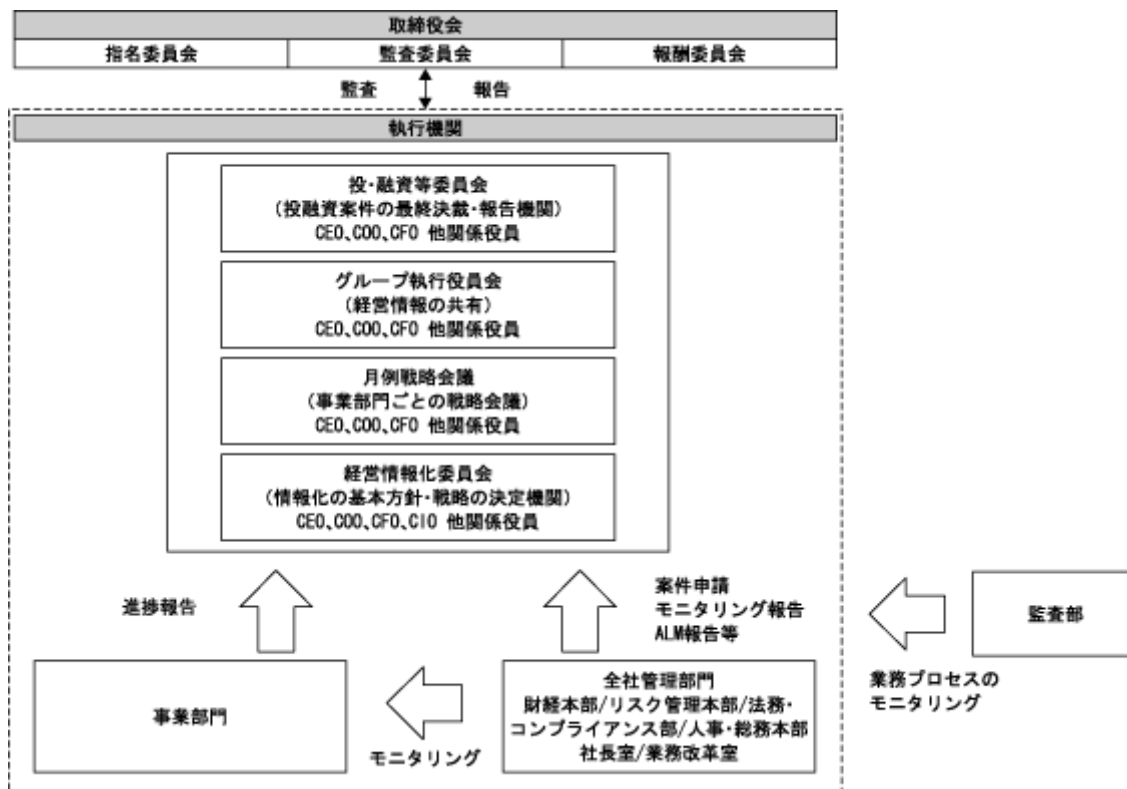 取締役会
指名委員会
監査委員会
報酬委員会
監査
報告
執行機関
投・融資等委員会
(投融資案件の最終決裁・報告機関)
CEO、COO、CFO 他関係役員
グループ執行役員会
(経営情報の共有)
CEO、COO、CFO 他関係役員
月例戦略会議
(事業部門ごとの戦略会議)
CEO、COO、CFO 他関係役員
経営情報化委員会
(情報化の基本方針・戦略の決定機関)
CEO、COO、CFO、CIO 他関係役員
進捗報告
案件申請
モニタリング報告
ALM報告等
監査部
業務プロセスの
モニタリング
事業部門
モニタリング
全社管理部門
財経本部/リスク管理本部/法務・
コンプライアンス部/人事・総務本部
社長室/業務改革室